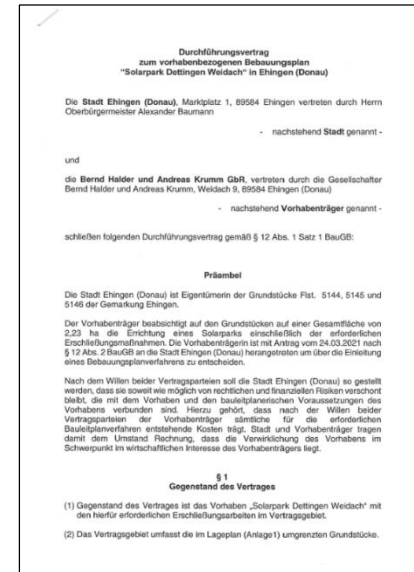 Durchführungsvertrag
zum vorhabenbezogenen Bebauungsplan
"Solarpark Dettingen Weidach" in Ehingen (Donau)
Die Stadt Ehingen (Donau), Marktplatz 1, 89584 Ehingen vertreten durch Herrn
Oberbürgermeister Alexander Baumann
- nachstehend Stadt genannt -
und
die Bernd Halder und Andreas Krumm GbR, vertreten durch die Gesellschafter
Bernd Halder und Andreas Krumm, Weidach 9, 89584 Ehingen (Donau)
- nachstehend Vorhabenträger genannt -
schließen folgenden Durchführungsvertrag gemäß § 12 Abs. 1 Satz 1 BauGB:
Präambel
Die Stadt Ehingen (Donau) ist Eigentümerin der Grundstücke Flst. 5144, 5145 und
5146 der Gemarkung Ehingen.
Der Vorhabenträger beabsichtigt auf den Grundstücken auf einer Gesamtfläche von
2,23 ha die Errichtung eines Solarparks einschließlich der erforderlichen
Erschließungsmaßnahmen. Die Vorhabenträgerin ist mit Antrag vom 24.03.2021 nach
§ 12 Abs. 2 BauGB an die Stadt Ehingen (Donau) herangetreten um über die Einleitung
eines Bebauungsplanverfahrens zu entscheiden.
Nach dem Willen beider Vertragsparteien soll die Stadt Ehingen (Donau) so gestellt
werden, dass sie soweit wie möglich von rechtlichen und finanziellen Risiken verschont
bleibt, die mit dem Vorhaben und den bauleitplanerischen Voraussetzungen des
Vorhabens verbunden sind. Hierzu gehört, dass nach der Willen beider
Vertragsparteien der Vorhabenträger sämtliche für die erforderlichen
Bauleitplanverfahren entstehende Kosten trägt. Stadt und Vorhabenträger tragen
damit dem Umstand Rechnung, dass die Verwirklichung des Vorhabens im
Schwerpunkt im wirtschaftlichen Interesse des Vorhabenträgers liegt.
§ 1
Gegenstand des Vertrages
(1) Gegenstand des Vertrages ist das Vorhaben „Solarpark Dettingen Weidach" mit
den hierfür erforderlichen Erschließungsarbeiten im Vertragsgebiet.
(2) Das Vertragsgebiet umfasst die im Lageplan (Anlage1) umgrenzten Grundstücke.